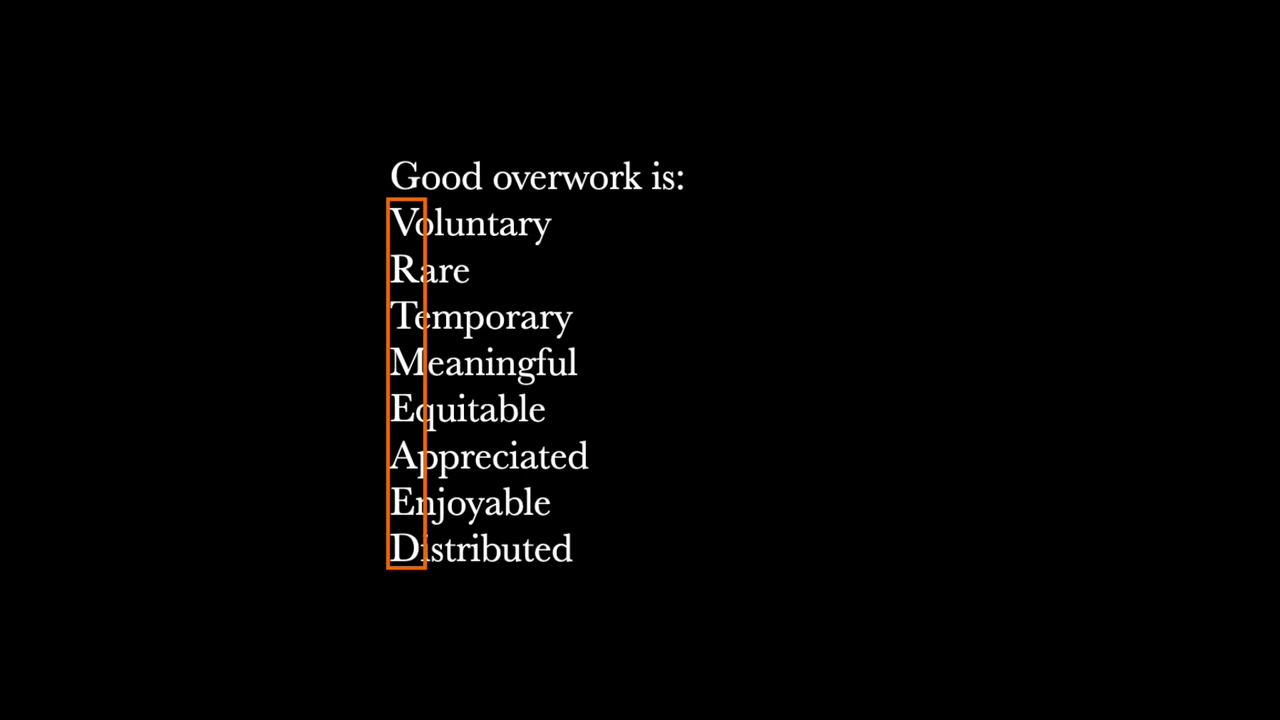 Good overwork is:
Voluntary
Rare
Temporary
Meaningful
Equitable
Appreciated
Enjoyable
Distributed